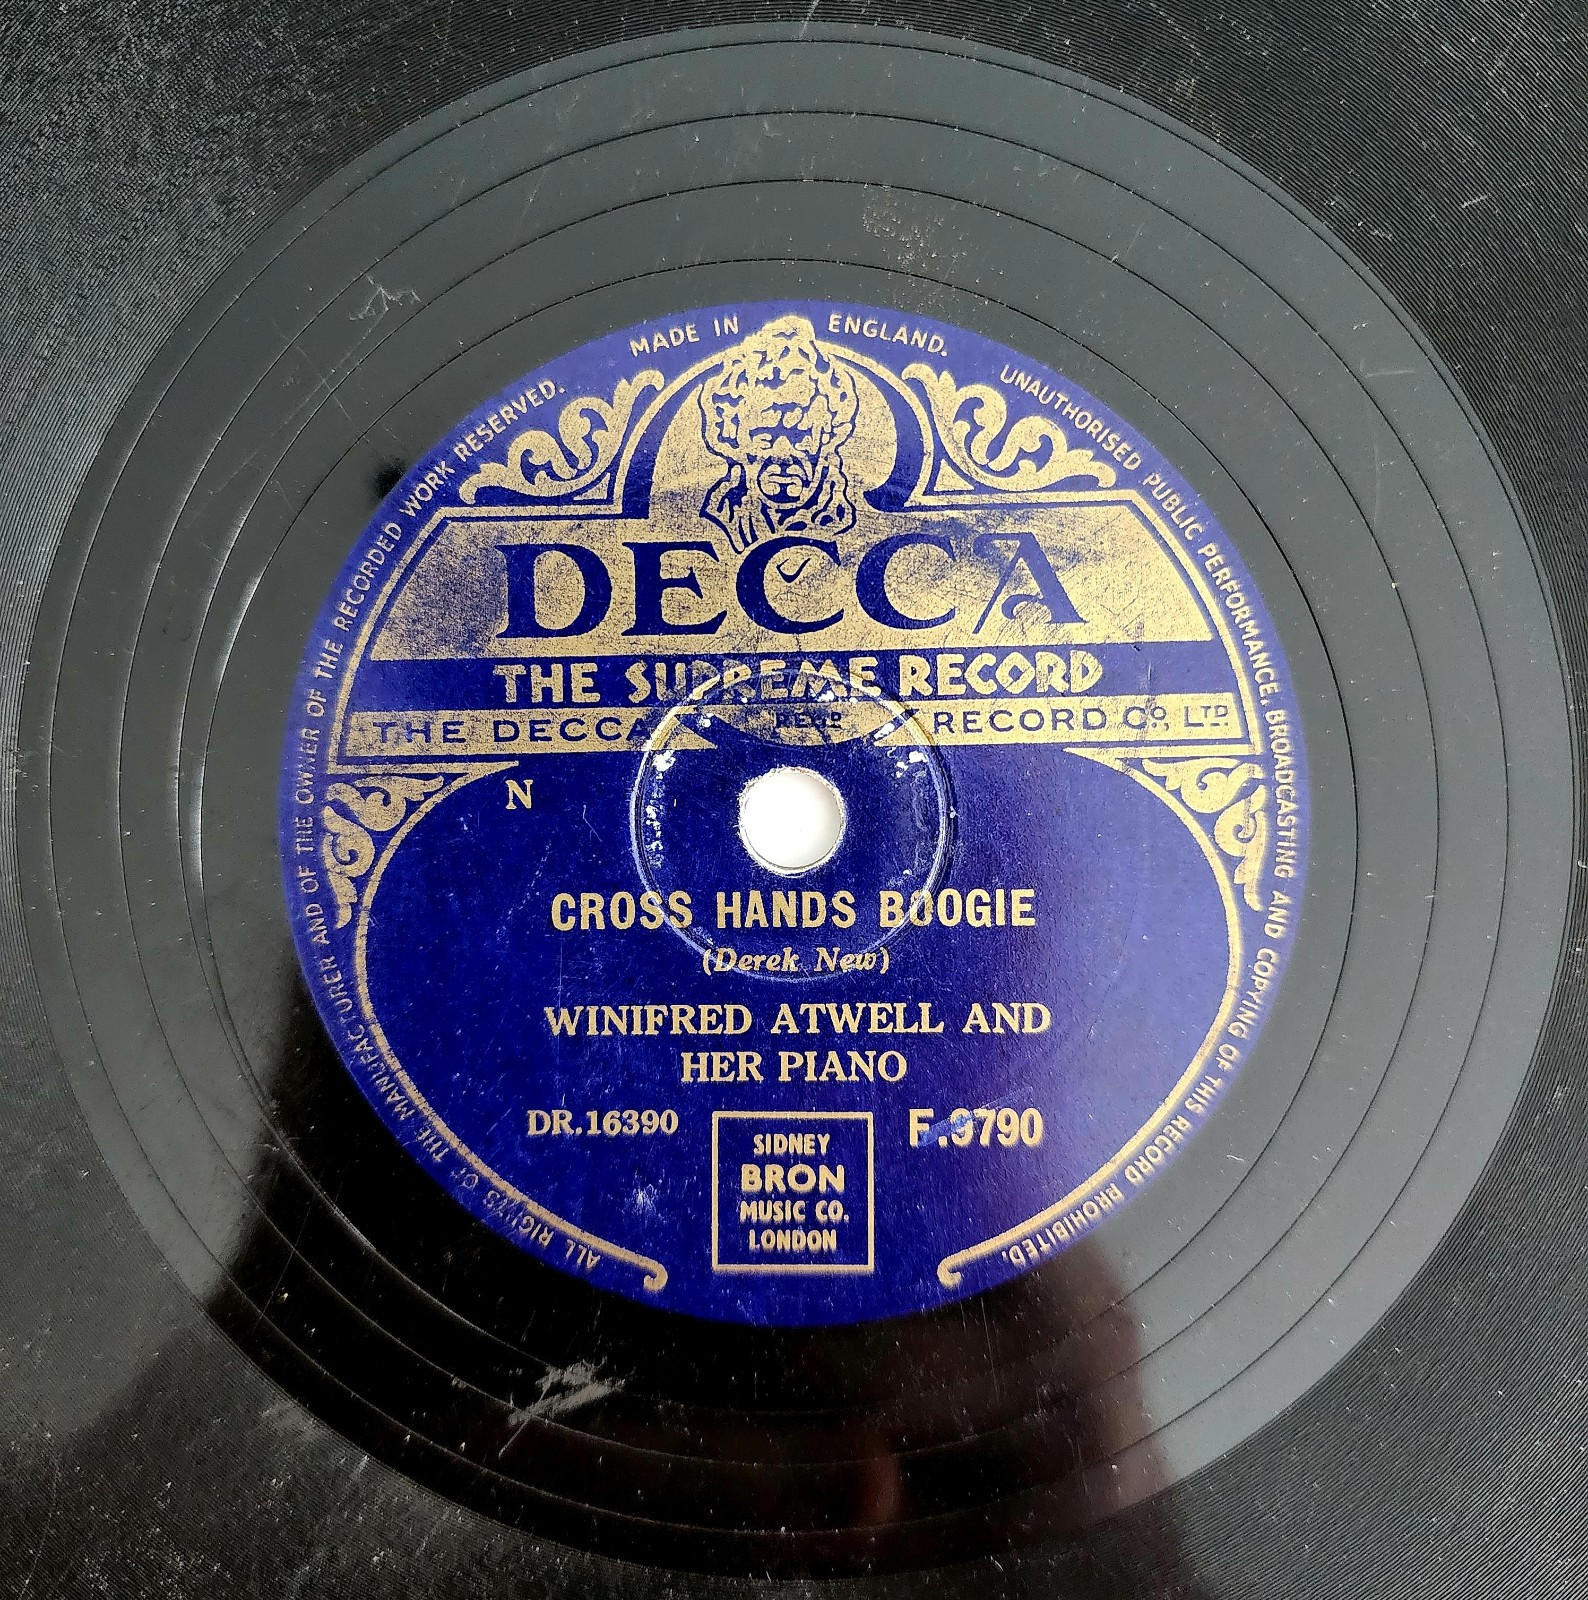 MADE IN ENGLAND.
ALL RIGHTS OF THE MANUFACTURER AND OF THE OWNER OF THE RECORDED WORK RESERVED.
UNAUTHORISED PUBLIC PERFORMANCE. BROADCASTING AND COPYING OF THIS RECORD PROHIBITED.
DECCA
THE SUPREME RECORD
THE DECCA REGD RECORD CO., LTD.
N
CROSS HANDS BOOGIE
(Derek New)
WINIFRED ATWELL AND
HER PIANO
DR.16390
F.9790
SIDNEY
BRON
MUSIC CO.
LONDON